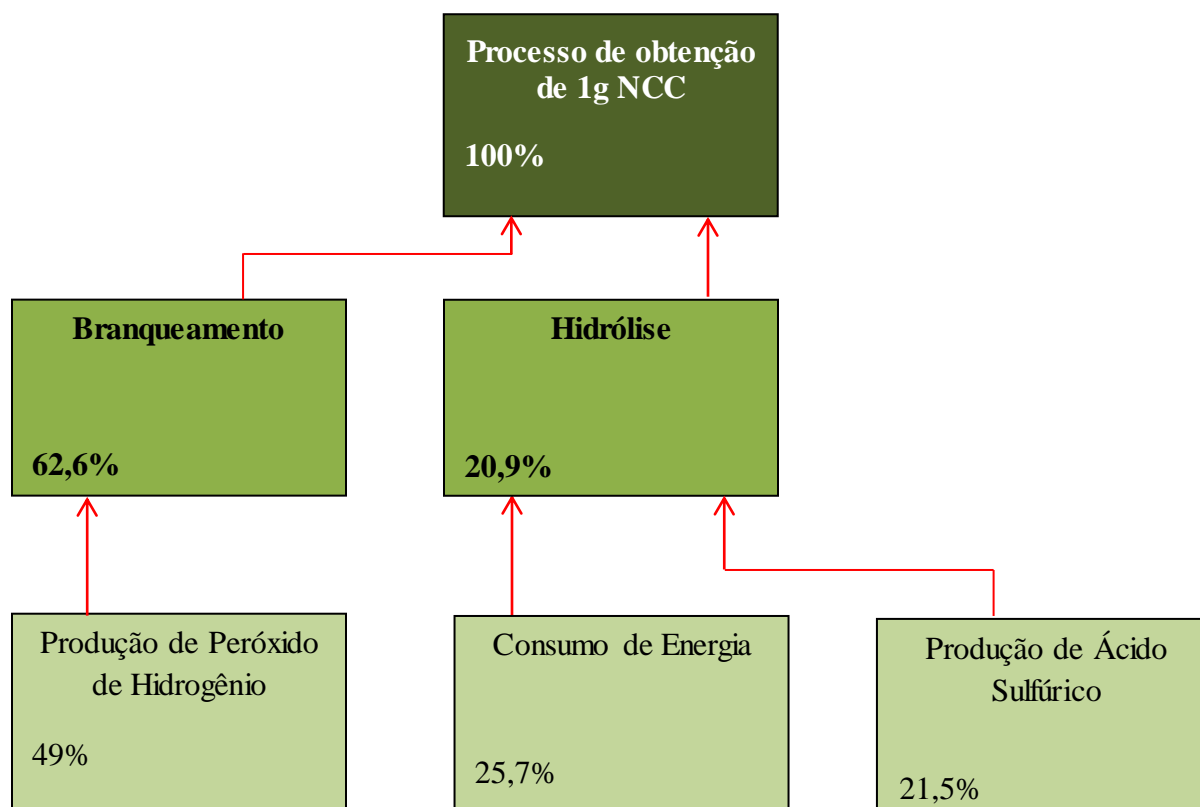 Processo de obtenção
de 1g NCC
100%
Branqueamento
62,6%
Hidrólise
20,9%
Produção de Peróxido
de Hidrogênio
49%
Consumo de Energia
25,7%
Produção de Ácido
Sulfúrico
21,5%